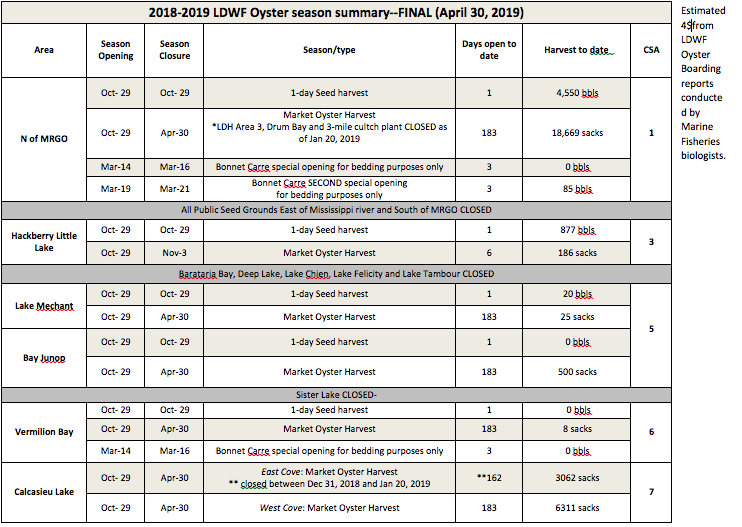 2018-2019 LDWF Oyster season summary--FINAL (April 30, 2019)
Area | Season Opening | Season Closure | Season/type | Days open to date | Harvest to date | CSA
N of MRGO | Oct- 29 | Oct- 29 | 1-day Seed harvest | 1 | 4,550 bbls | 1
Oct- 29 | Apr-30 | Market Oyster Harvest *LDH Area 3, Drum Bay and 3-mile cultch plant CLOSED as of Jan 20, 2019 | 183 | 18,669 sacks
Mar-14 | Mar-16 | Bonnet Carre special opening for bedding purposes only | 3 | 0 bbls
Mar-19 | Mar-21 | Bonnet Carre SECOND special opening for bedding purposes only | 3 | 85 bbls
All Public Seed Grounds East of Mississippi river and South of MRGO CLOSED
Hackberry Little Lake | Oct- 29 | Oct- 29 | 1-day Seed harvest | 1 | 877 bbls | 3
Oct- 29 | Nov-3 | Market Oyster Harvest | 6 | 186 sacks
Barataria Bay, Deep Lake, Lake Chien, Lake Felicity and Lake Tambour CLOSED
Lake Mechant | Oct- 29 | Oct- 29 | 1-day Seed harvest | 1 | 20 bbls | 5
Oct- 29 | Apr-30 | Market Oyster Harvest | 183 | 25 sacks
Bay Junop | Oct- 29 | Oct- 29 | 1-day Seed harvest | 1 | 0 bbls
Oct- 29 | Apr-30 | Market Oyster Harvest | 183 | 500 sacks
Sister Lake CLOSED-
Vermilion Bay | Oct- 29 | Oct- 29 | 1-day Seed harvest | 1 | 0 bbls | 6
Oct- 29 | Apr-30 | Market Oyster Harvest | 183 | 8 sacks
Mar-14 | Mar-16 | Bonnet Carre special opening for bedding purposes only | 3 | 0 bbls
Calcasieu Lake | Oct- 29 | Apr-30 | East Cove: Market Oyster Harvest ** closed between Dec 31, 2018 and Jan 20, 2019 | **162 | 3062 sacks | 7
Oct- 29 | Apr-30 | West Cove: Market Oyster Harvest | 183 | 6311 sacks
Estimated
from
LDWF
Oyster
Boarding
reports
conducte
d by
Marine
Fisheries
biologists.